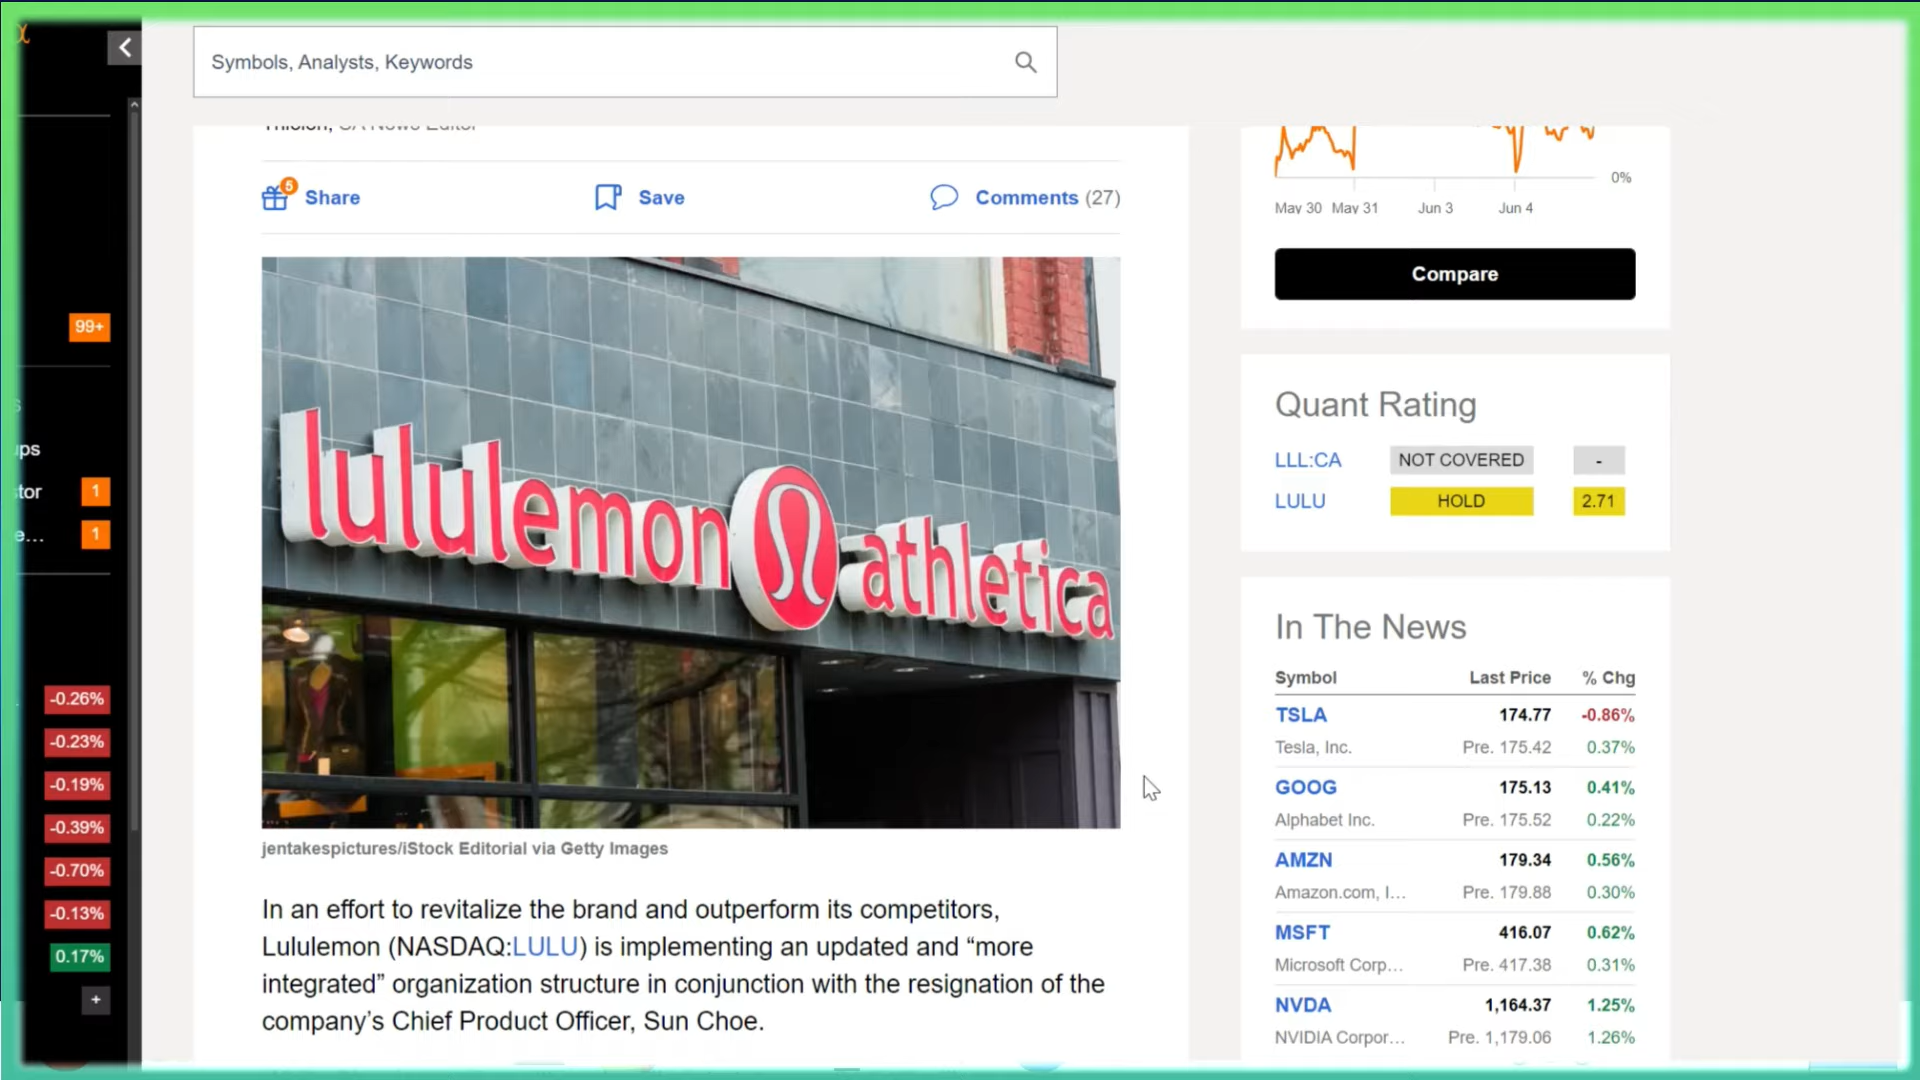 Symbols, Analysts, Keywords
5
Share
Save
Comments (27)
0%
May 30 May 31 Jun 3 Jun 4
Compare
99+
ups
tor 1
e... 1
Quant Rating
LLL:CA NOT COVERED -
LULU HOLD 2.71
lululemon athletica
In The News
Symbol Last Price % Chg
TSLA 174.77 -0.86%
Tesla, Inc. Pre. 175.42 0.37%
GOOG 175.13 0.41%
Alphabet Inc. Pre. 175.52 0.22%
AMZN 179.34 0.56%
Amazon.com, I... Pre. 179.88 0.30%
MSFT 416.07 0.62%
Microsoft Corp... Pre. 417.38 0.31%
NVDA 1,164.37 1.25%
NVIDIA Corpor... Pre. 1,179.06 1.26%
-0.26%
-0.23%
-0.19%
-0.39%
-0.70%
-0.13%
0.17%
+
jentakespictures/iStock Editorial via Getty Images
In an effort to revitalize the brand and outperform its competitors,
Lululemon (NASDAQ:LULU) is implementing an updated and “more
integrated” organization structure in conjunction with the resignation of the
company’s Chief Product Officer, Sun Choe.